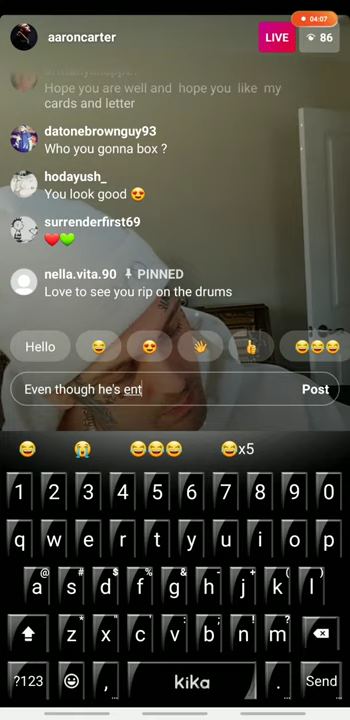 04:07
aaroncarter
LIVE
86
Hope you are well and hope you like my
cards and letter
datonebrownguy93
Who you gonna box ?
hodayush_
You look good 😍
surrenderfirst69
❤️💚
nella.vita.90 PINNED
Love to see you rip on the drums
Hello 😅 😍 👋 👍 😂😂😂
Even though he's ent
Post
😅 😭 😂😂😂 😂x5
1 2 3 4 5 6 7 8 9 0
q w e r t y u i o p
@ # $ % & - + ( )
a s d f g h j k l
* " ' : ; ! ?
z x c v b n m
?123 , kika . Send